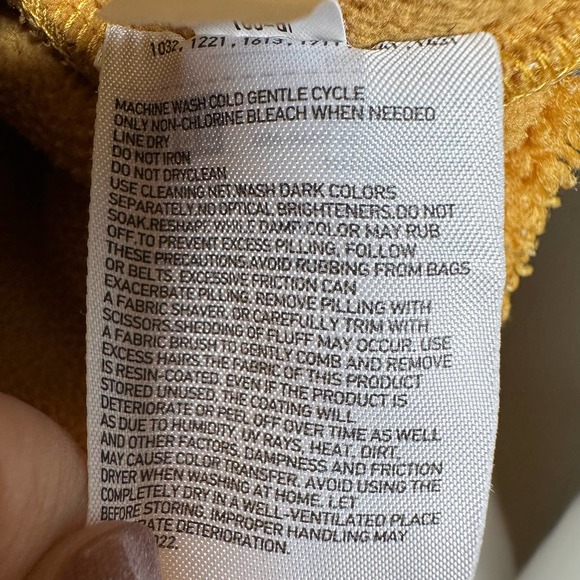 1032, 1221, 1613,
MACHINE WASH COLD GENTLE CYCLE
ONLY NON-CHLORINE BLEACH WHEN NEEDED
LINE DRY
DO NOT IRON
DO NOT DRYCLEAN
USE CLEANING NET.WASH DARK COLORS
SEPARATELY.NO OPTICAL BRIGHTENERS.DO NOT
SOAK.RESHAPE WHILE DAMP.COLOR MAY RUB
OFF.TO PREVENT EXCESS PILLING, FOLLOW
THESE PRECAUTIONS.AVOID RUBBING FROM BAGS
OR BELTS. EXCESSIVE FRICTION CAN
EXACERBATE PILLING. REMOVE PILLING WITH
A FABRIC SHAVER, OR CAREFULLY TRIM WITH
SCISSORS.SHEDDING OF FLUFF MAY OCCUR. USE
A FABRIC BRUSH TO GENTLY COMB AND REMOVE
EXCESS HAIRS.THE FABRIC OF THIS PRODUCT
IS RESIN-COATED. EVEN IF THE PRODUCT IS
STORED UNUSED, THE COATING WILL
DETERIORATE OR PEEL OFF OVER TIME AS WELL
AS DUE TO HUMIDITY, UV RAYS, HEAT, DIRT,
AND OTHER FACTORS. DAMPNESS AND FRICTION
MAY CAUSE COLOR TRANSFER. AVOID USING THE
DRYER WHEN WASHING AT HOME. LET
COMPLETELY DRY IN A WELL-VENTILATED PLACE
BEFORE STORING. IMPROPER HANDLING MAY
DETERIORATION.